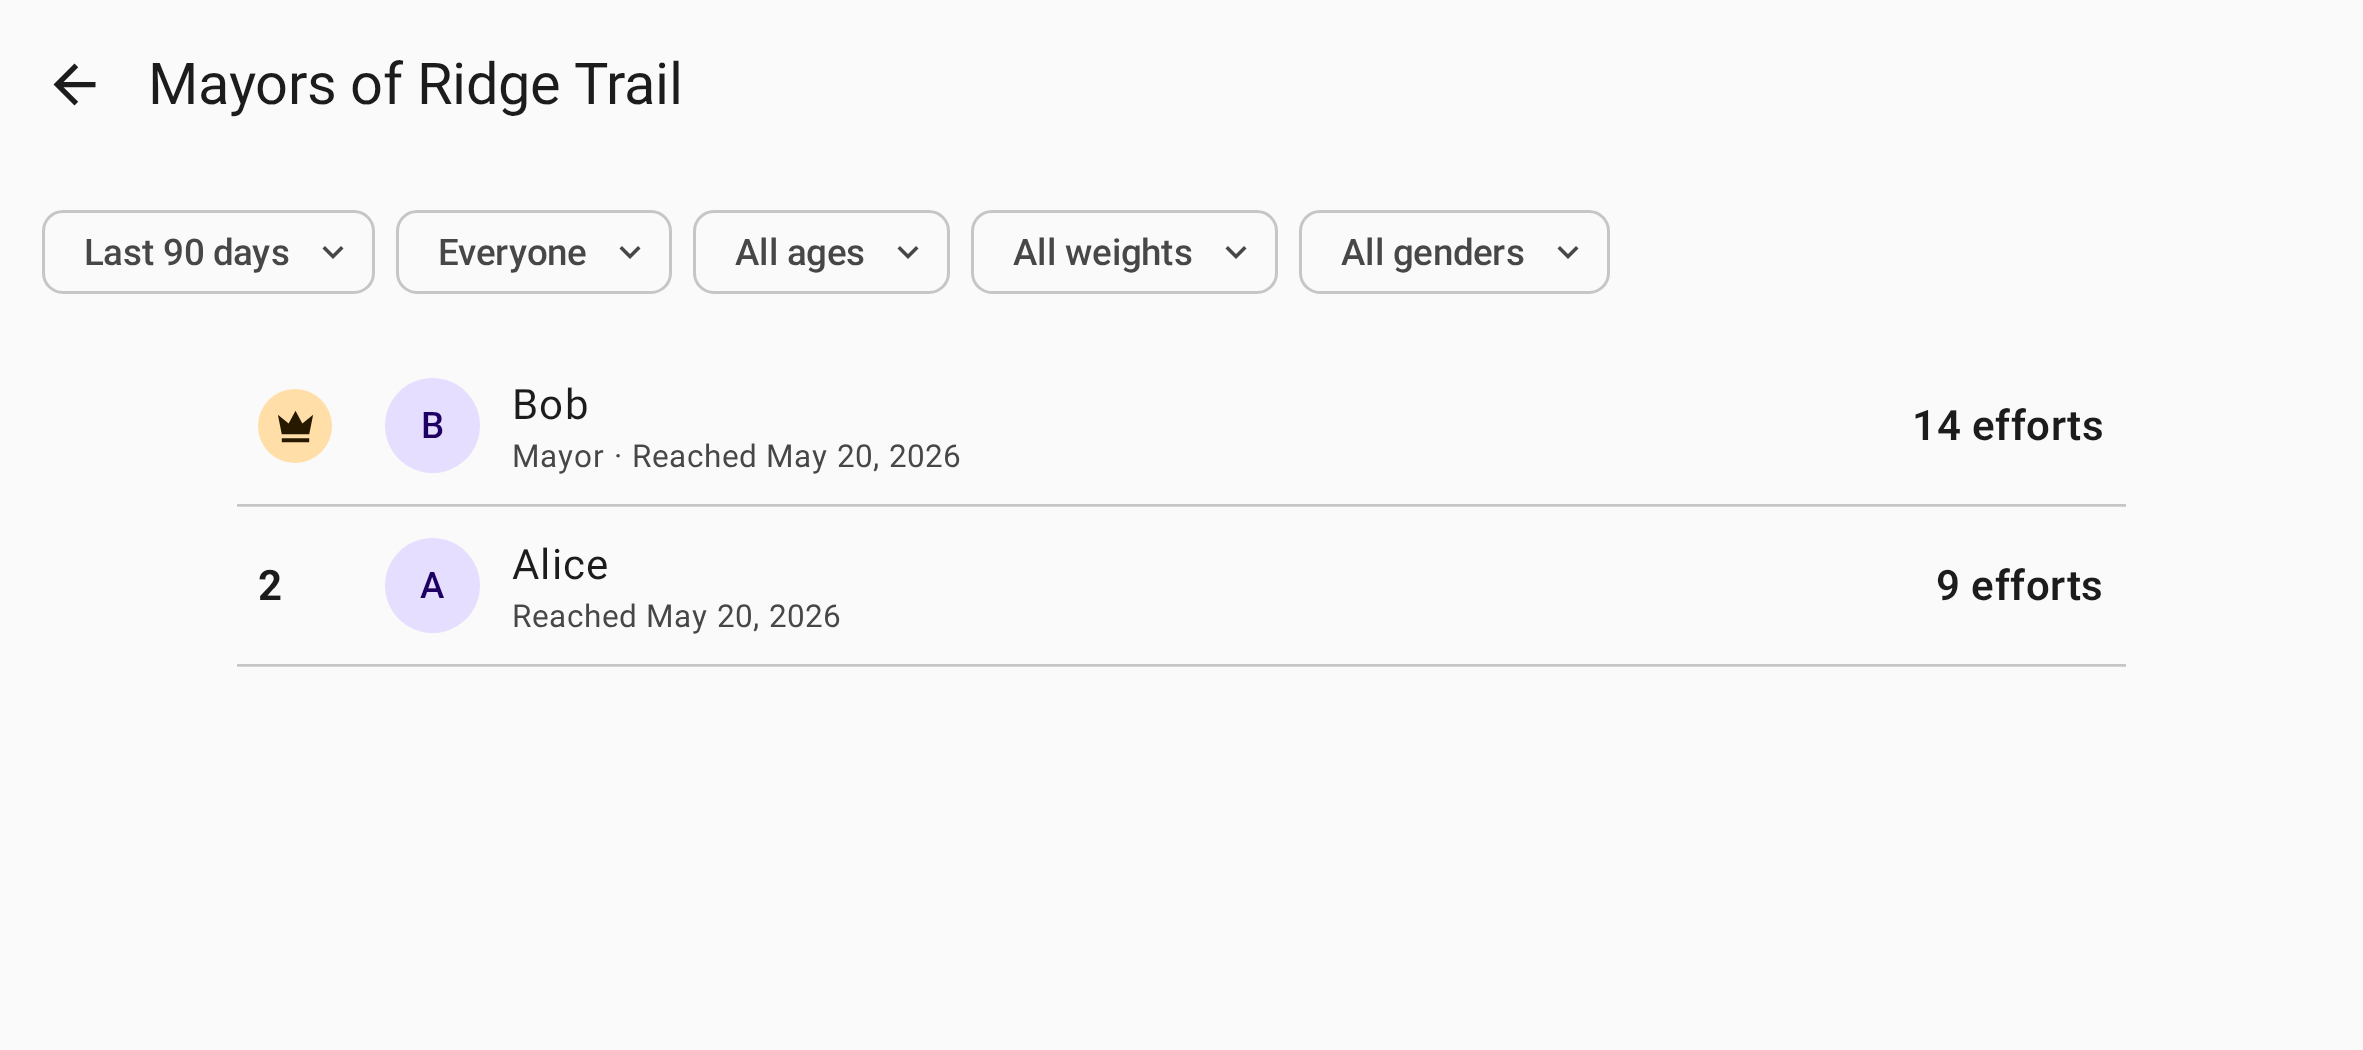 Mayors of Ridge Trail
Last 90 days
Everyone
All ages
All weights
All genders
B
Bob
Mayor · Reached May 20, 2026
14 efforts
2
A
Alice
Reached May 20, 2026
9 efforts